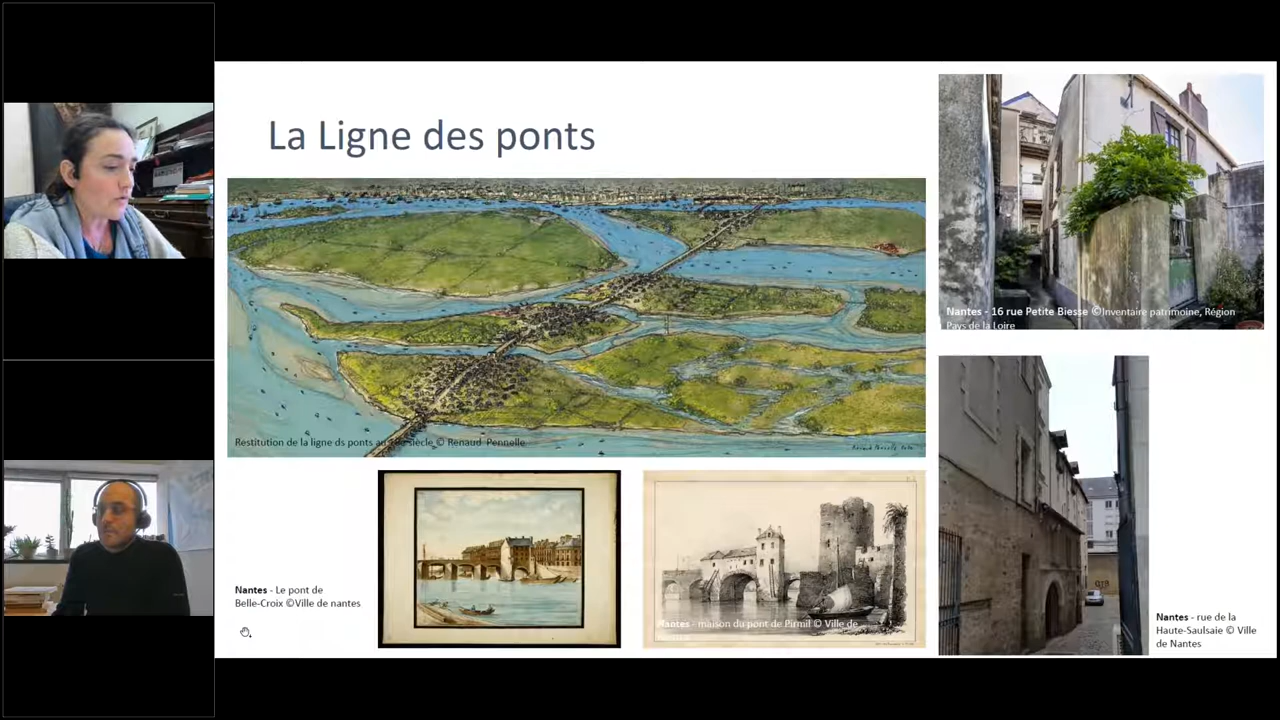 La Ligne des ponts
Nantes - 16 rue Petite Biesse ©Inventaire patrimoine, Région
Pays de la Loire
Restitution de la ligne ds ponts au siècle © Renaud Pennelle
Nantes - Le pont de
Belle-Croix ©Ville de nantes
Nantes - maison du pont de Pirmil © Ville de
Nantes - rue de la
Haute-Saulsaie © Ville
de Nantes